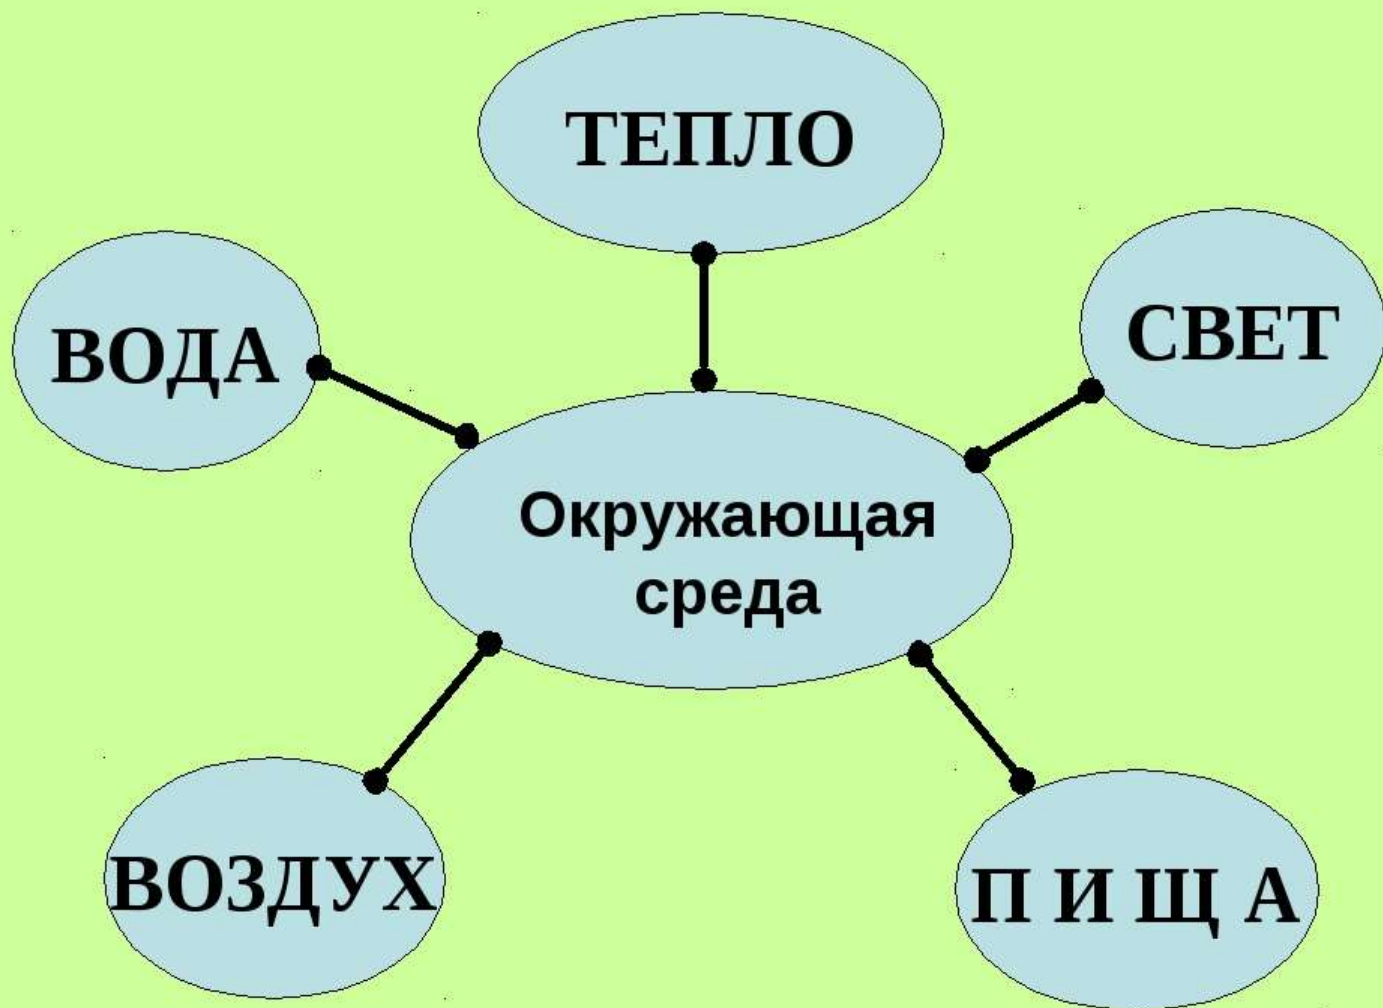 ТЕПЛО
ВОДА
СВЕТ
Окружающая
среда
ВОЗДУХ
П И Щ А